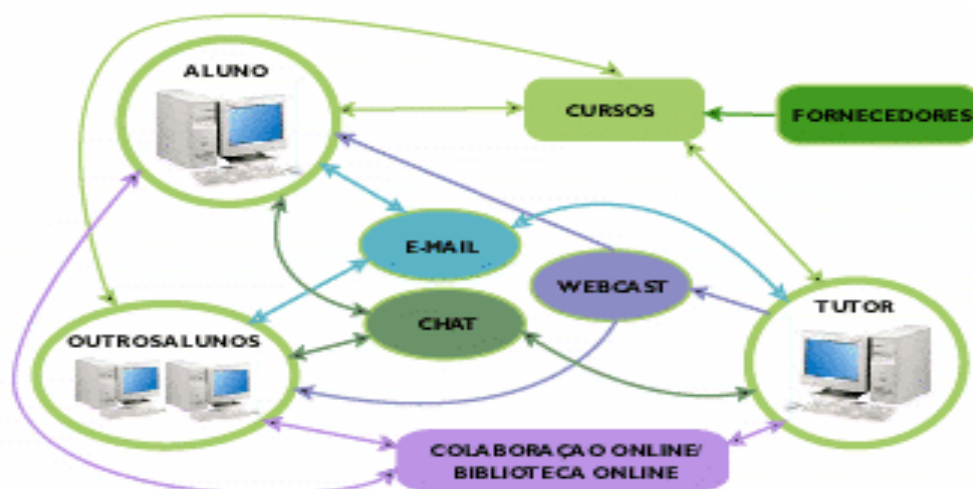 ALUNO
CURSOS
FORNECEDORES
E-MAIL
WEBCAST
TUTOR
CHAT
OUTROSALUNOS
COLABORAÇAO ONLINE/
BIBLIOTECA ONLINE